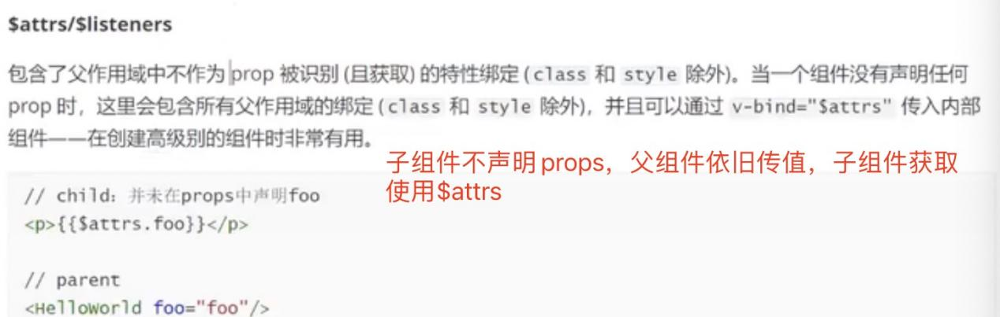 $attrs/$listeners
包含了父作用域中不作为 prop 被识别 (且获取) 的特性绑定 (class 和 style 除外)。当一个组件没有声明任何
prop 时，这里会包含所有父作用域的绑定 (class 和 style 除外)，并且可以通过 v-bind="$attrs" 传入内部
组件——在创建高级别的组件时非常有用。
子组件不声明props，父组件依旧传值，子组件获取
使用$attrs
// child：并未在props中声明foo
<p>{{$attrs.foo}}</p>
// parent
<HelloWorld foo="foo"/>